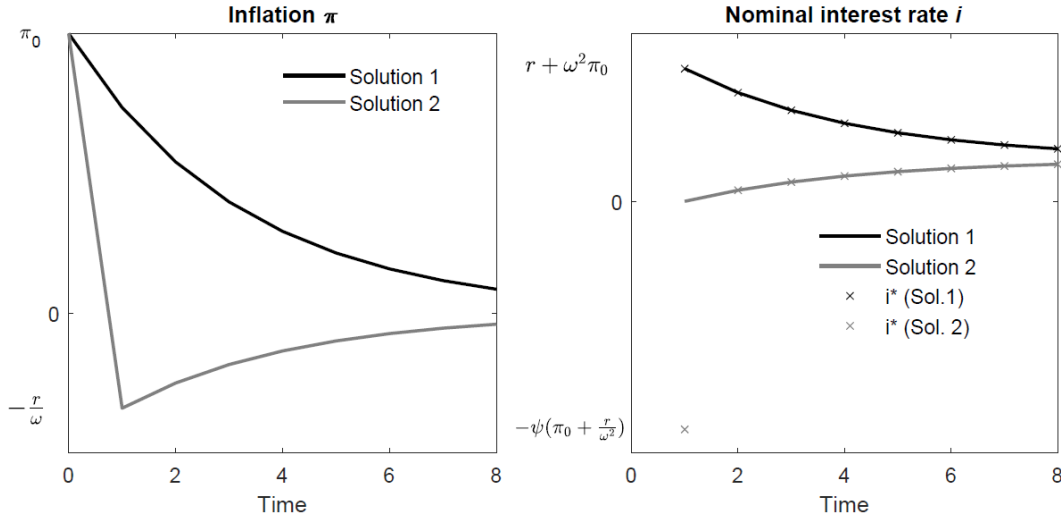 Inflation π
π₀
0
−r/ω
0 2 4 6 8
Time
Solution 1
Solution 2
Nominal interest rate i
r + ω²π₀
0
−ψ(π₀ + r/ω²)
0 2 4 6 8
Time
Solution 1
Solution 2
i* (Sol.1)
i* (Sol. 2)